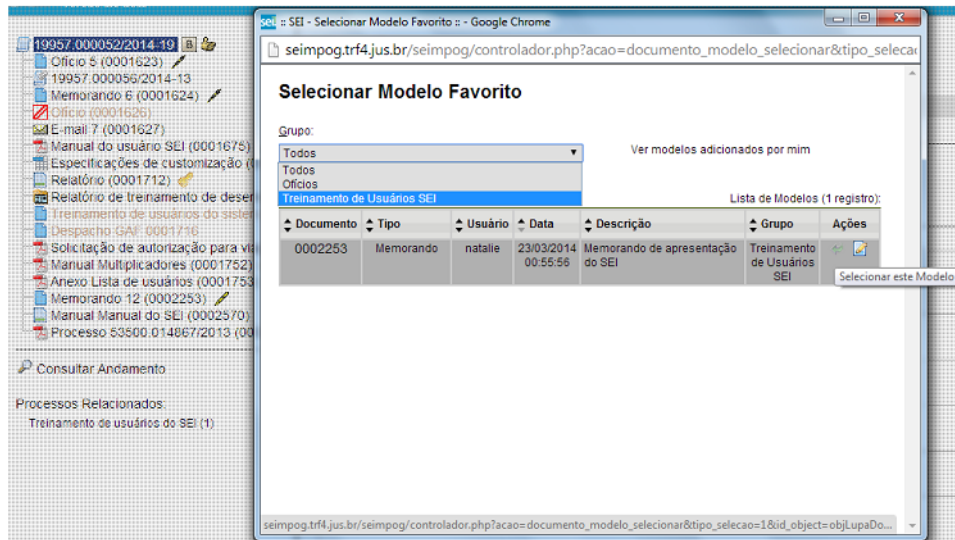 19957.000052/2014-19
Ofício 5 (0001623)
19957.000056/2014-13
Memorando 6 (0001624)
Ofício (0001626)
E-mail 7 (0001627)
Manual do usuário SEI (0001675)
Especificações de customização
Relatório (0001712)
Relatório de treinamento de deser
Treinamento de usuários do sister
Despacho GAF 0001716
Solicitação de autorização para via
Manual Multiplicadores (0001752)
Anexo Lista de usuários (0001753
Memorando 12 (0002253)
Manual Manual do SEI (0002570)
Processo 53500.014867/2013 (00
Consultar Andamento
Processos Relacionados:
Treinamento de usuários do SEI (1)
sei :: SEI - Selecionar Modelo Favorito :: - Google Chrome
seimpog.trf4.jus.br/seimpog/controlador.php?acao=documento_modelo_selecionar&tipo_selecao
Selecionar Modelo Favorito
Grupo:
Todos
Ver modelos adicionados por mim
Todos
Ofícios
Treinamento de Usuários SEI
Lista de Modelos (1 registro):
Documento Tipo Usuário Data Descrição Grupo Ações
0002253 Memorando natalie 23/03/2014 Memorando de apresentação Treinamento
00:55:56 do SEI de Usuários
SEI
Selecionar este Modelo
seimpog.trf4.jus.br/seimpog/controlador.php?acao=documento_modelo_selecionar&tipo_selecao=1&id_object=objLupaDo...